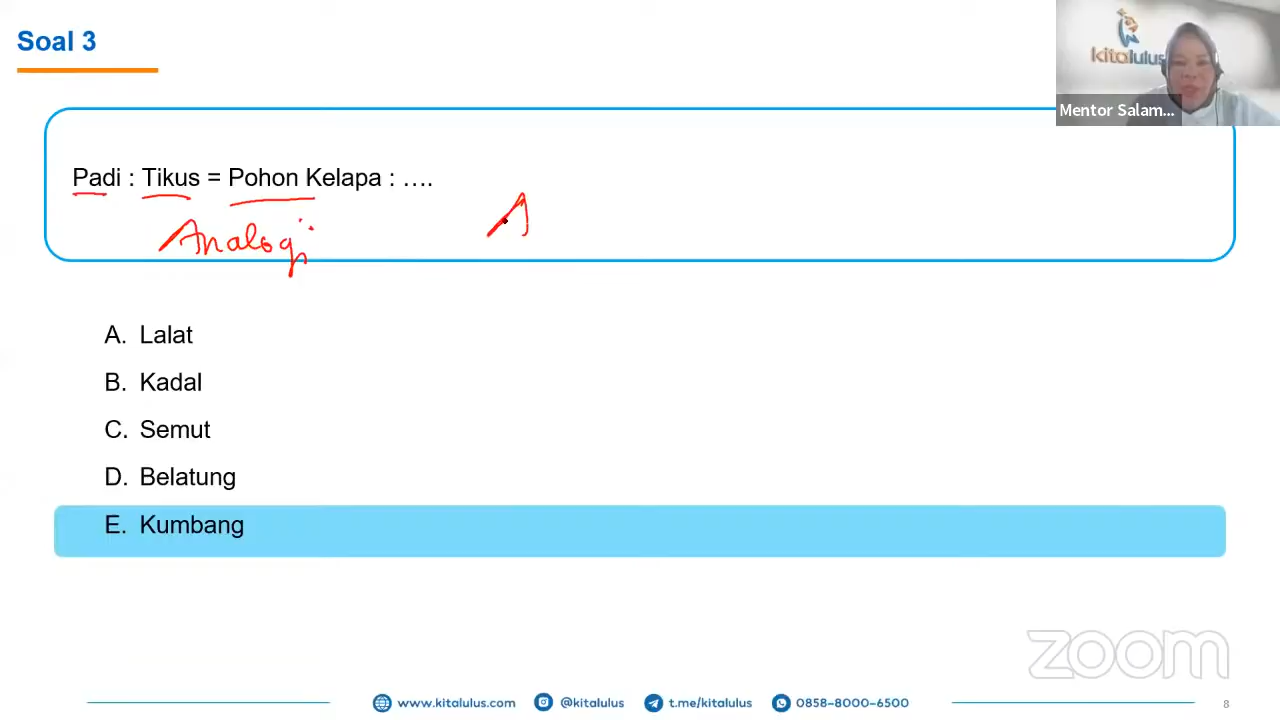 Soal 3
kitalulus
Mentor Salam...
Padi : Tikus = Pohon Kelapa : ….
Analogi
A
A. Lalat
B. Kadal
C. Semut
D. Belatung
E. Kumbang
zoom
www.kitalulus.com @kitalulus t.me/kitalulus 0858-8000-6500 8